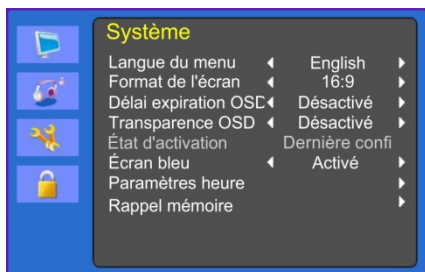 Système
Langue du menu English
Format de l'écran 16:9
Délai expiration OSD Désactivé
Transparence OSD Désactivé
État d'activation Dernière confi
Écran bleu Activé
Paramètres heure
Rappel mémoire